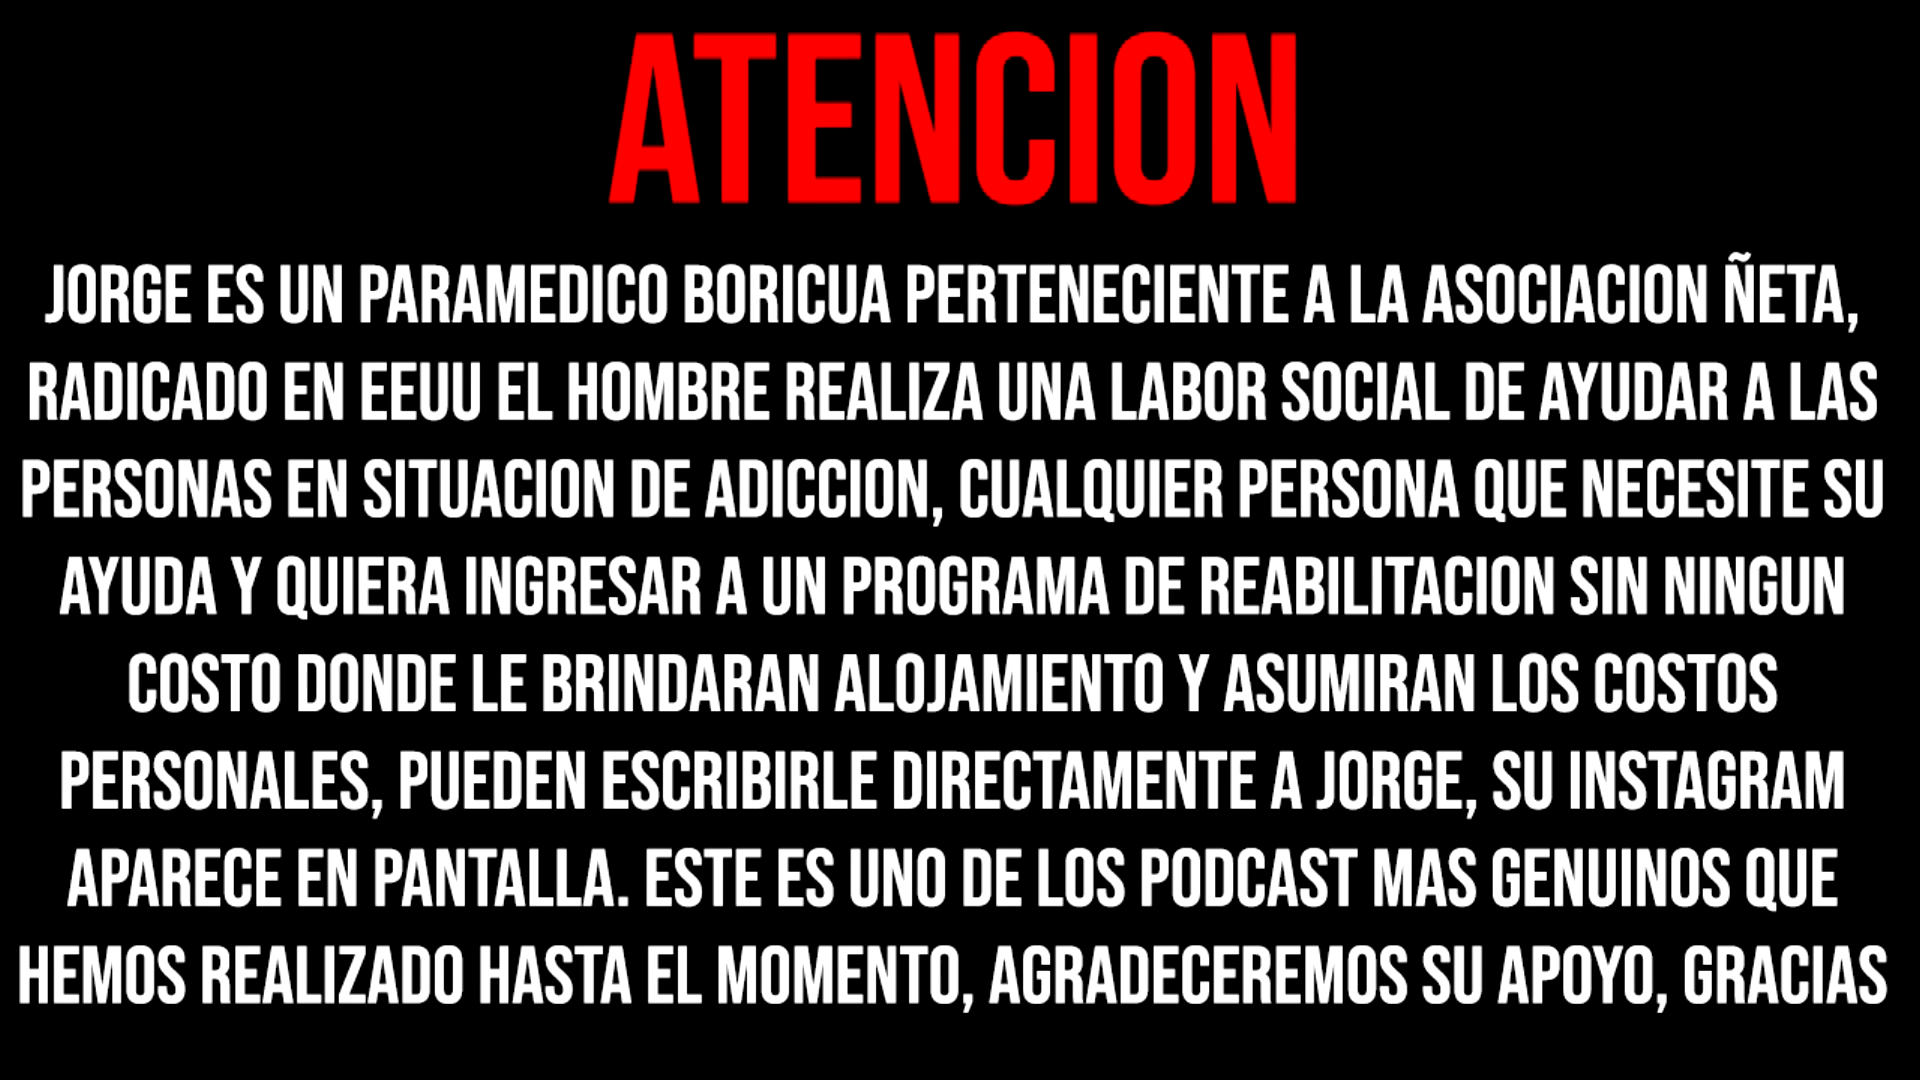 ATENCION
JORGE ES UN PARAMEDICO BORICUA PERTENECIENTE A LA ASOCIACION ÑETA,
RADICADO EN EEUU EL HOMBRE REALIZA UNA LABOR SOCIAL DE AYUDAR A LAS
PERSONAS EN SITUACION DE ADICCION, CUALQUIER PERSONA QUE NECESITE SU
AYUDA Y QUIERA INGRESAR A UN PROGRAMA DE REABILITACION SIN NINGUN
COSTO DONDE LE BRINDARAN ALOJAMIENTO Y ASUMIRAN LOS COSTOS
PERSONALES, PUEDEN ESCRIBIRLE DIRECTAMENTE A JORGE, SU INSTAGRAM
APARECE EN PANTALLA. ESTE ES UNO DE LOS PODCAST MAS GENUINOS QUE
HEMOS REALIZADO HASTA EL MOMENTO, AGRADECEREMOS SU APOYO, GRACIAS